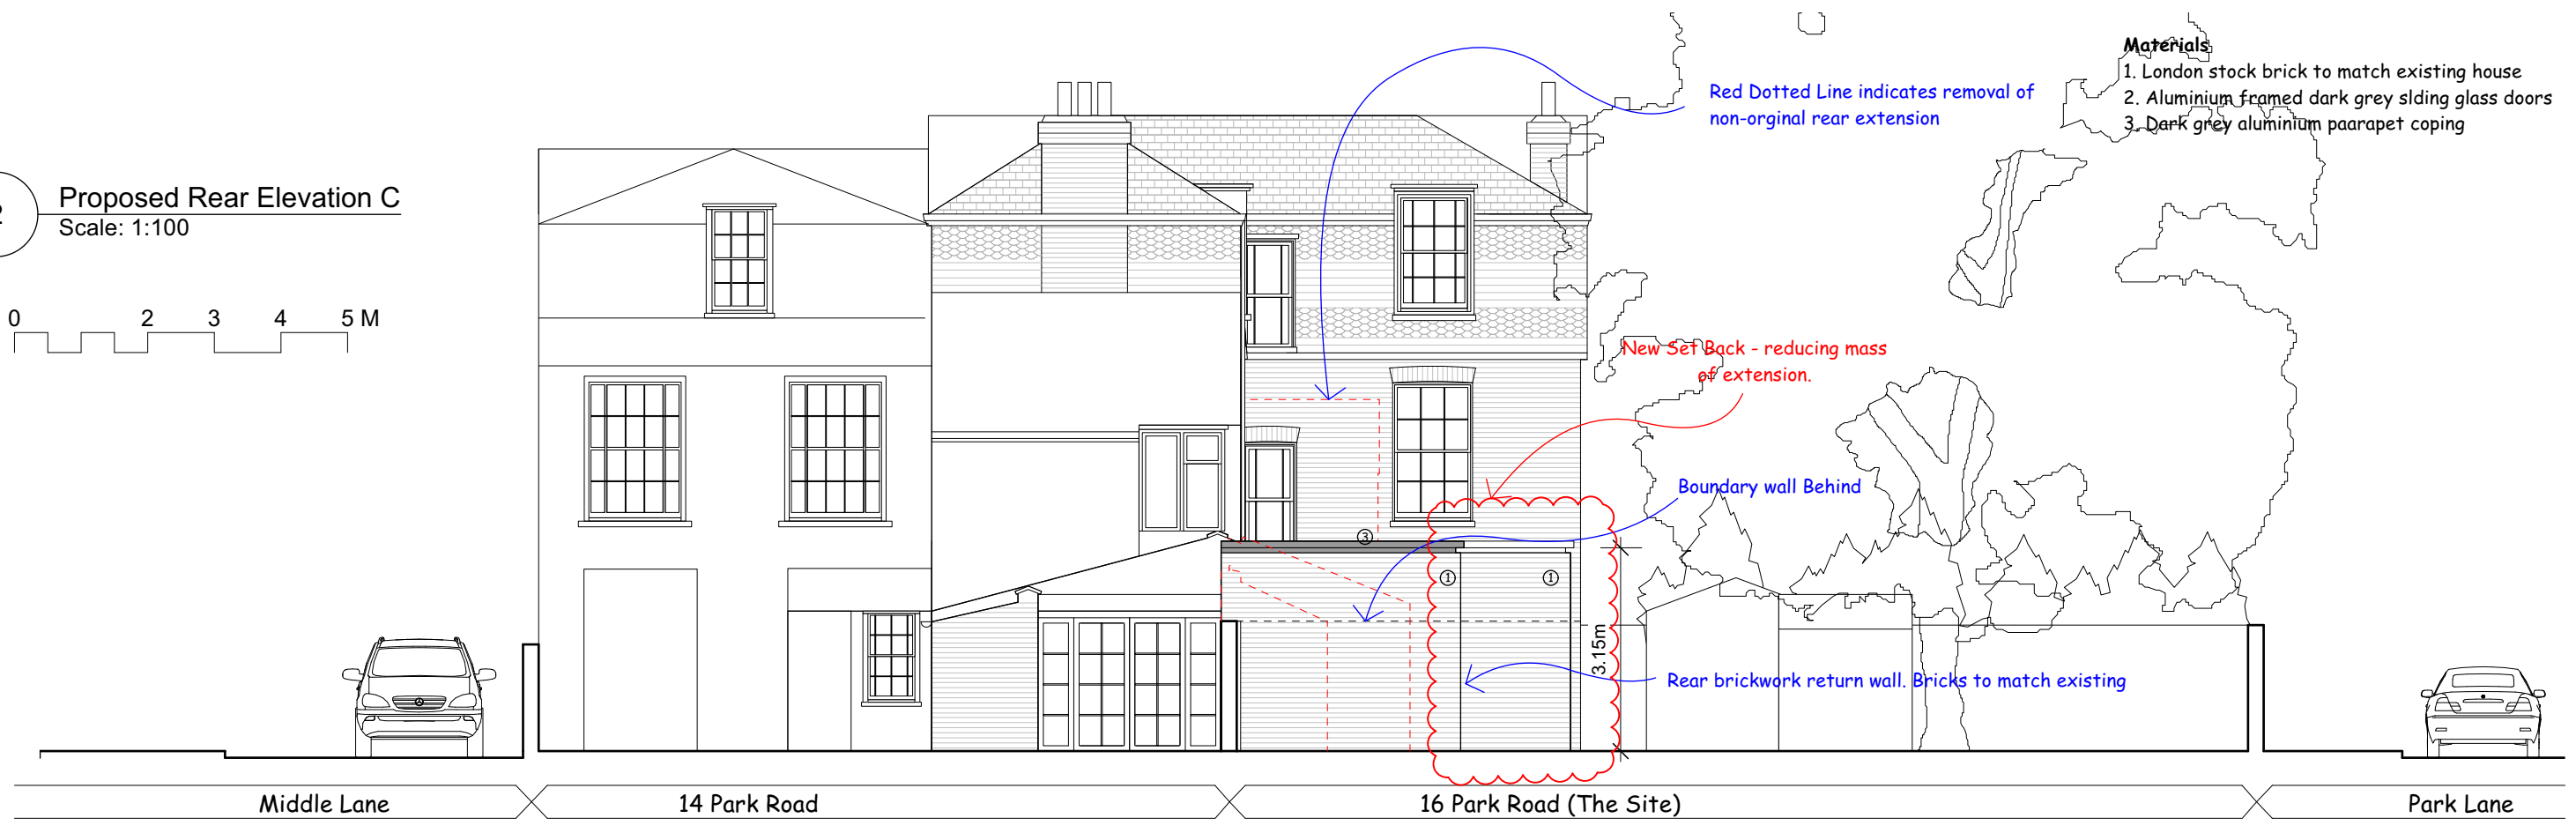 2
Proposed Rear Elevation C
Scale: 1:100
0 2 3 4 5 M
Materials
1. London stock brick to match existing house
2. Aluminium framed dark grey slding glass doors
3. Dark grey aluminium paarapet coping
Red Dotted Line indicates removal of
non-orginal rear extension
New Set Back - reducing mass
of extension.
Boundary wall Behind
3
1
1
3.15m
Rear brickwork return wall. Bricks to match existing
Middle Lane
14 Park Road
16 Park Road (The Site)
Park Lane